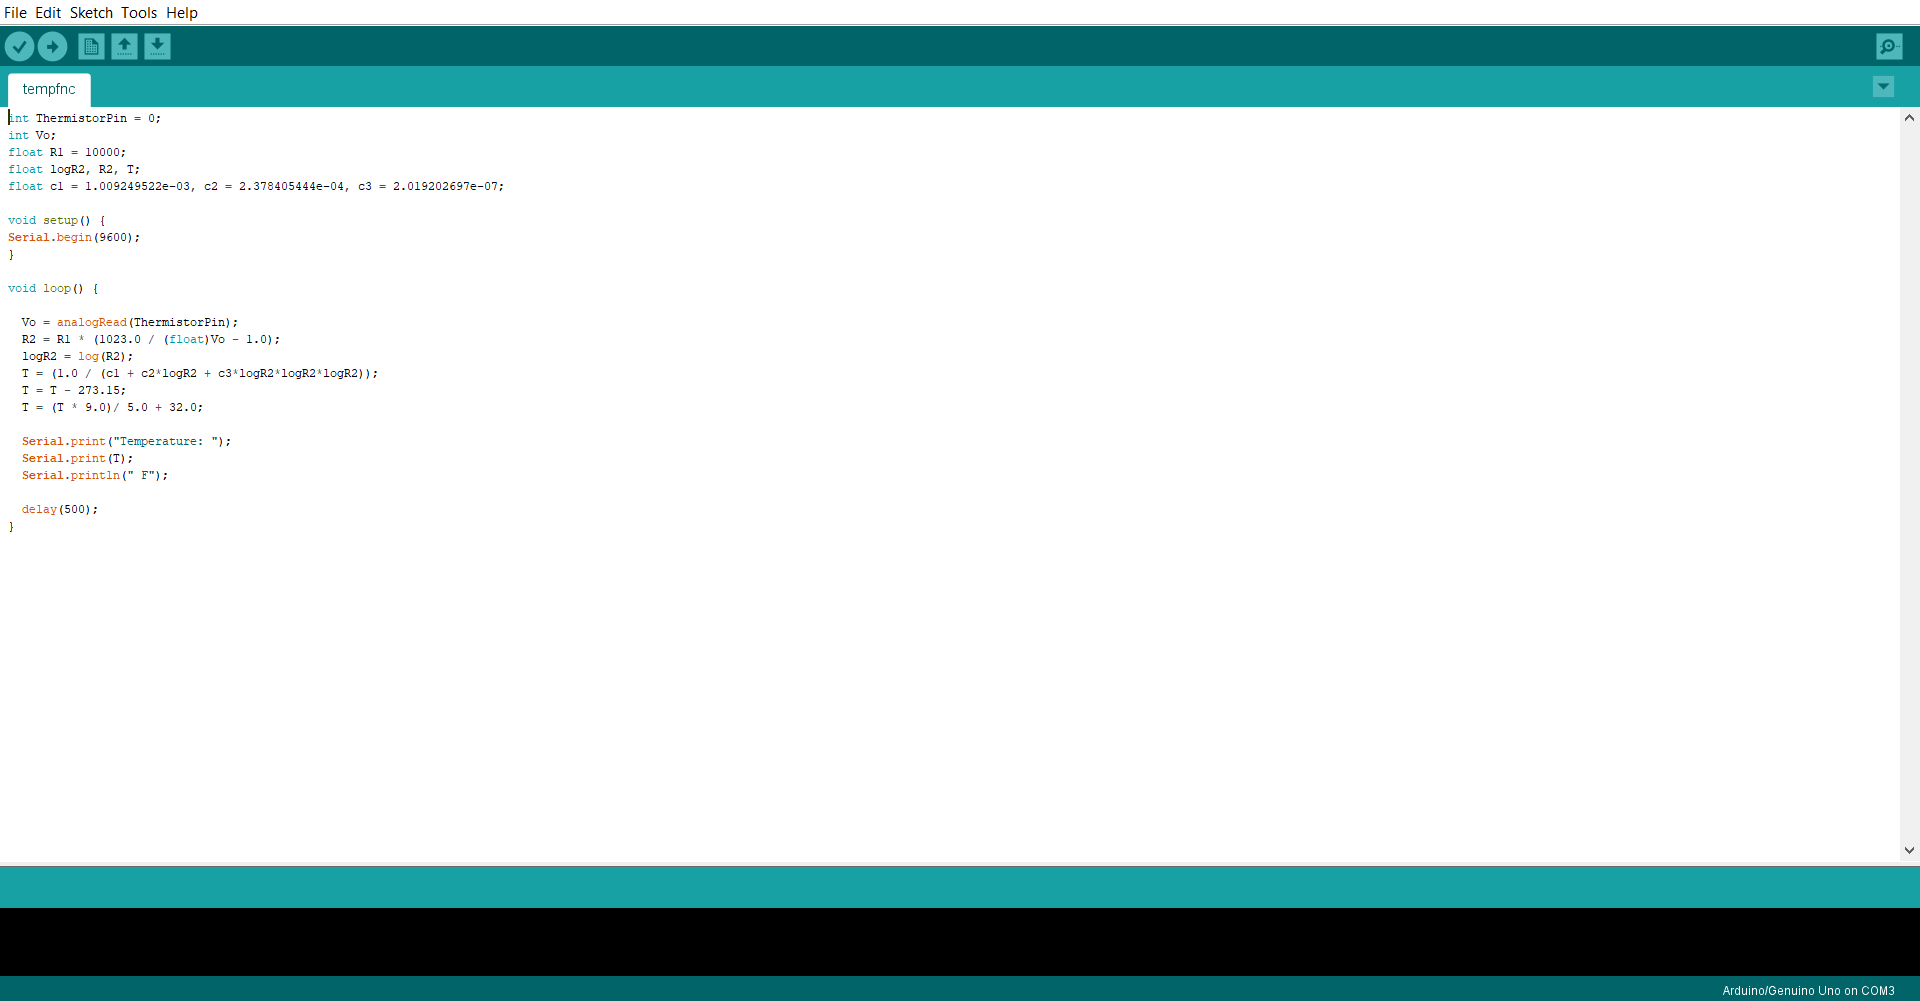 File Edit Sketch Tools Help
tempfnc
int ThermistorPin = 0;
int Vo;
float R1 = 10000;
float logR2, R2, T;
float c1 = 1.009249522e-03, c2 = 2.378405444e-04, c3 = 2.019202697e-07;
void setup() {
Serial.begin(9600);
}
void loop() {
Vo = analogRead(ThermistorPin);
R2 = R1 * (1023.0 / (float)Vo - 1.0);
logR2 = log(R2);
T = (1.0 / (c1 + c2*logR2 + c3*logR2*logR2*logR2));
T = T - 273.15;
T = (T * 9.0)/ 5.0 + 32.0;
Serial.print("Temperature: ");
Serial.print(T);
Serial.println(" F");
delay(500);
}
Arduino/Genuino Uno on COM3